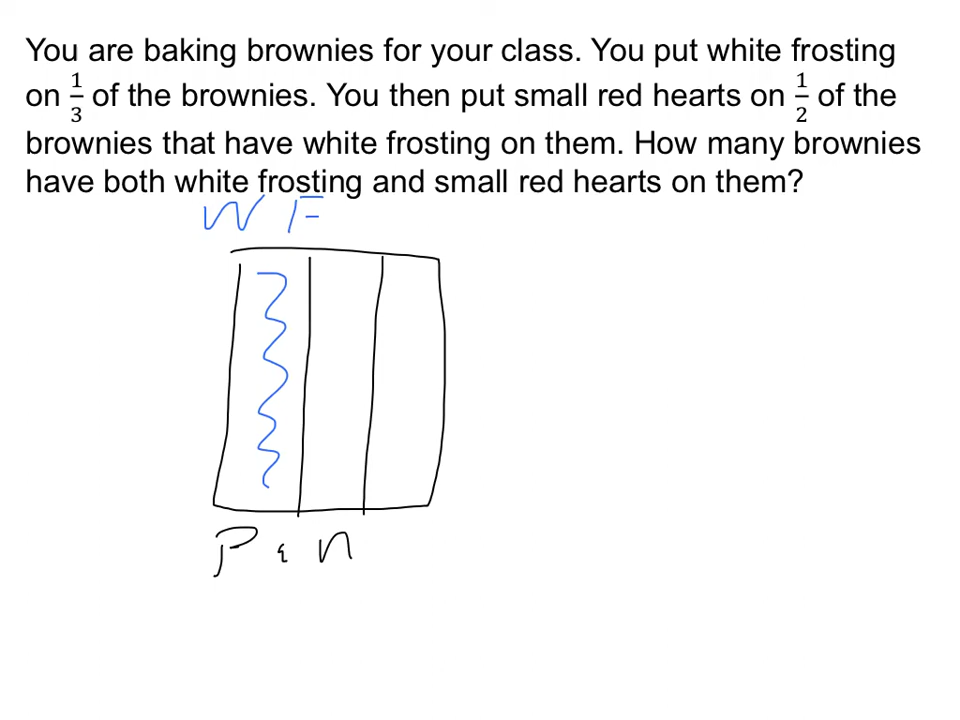 You are baking brownies for your class. You put white frosting
on 1/3 of the brownies. You then put small red hearts on 1/2 of the
brownies that have white frosting on them. How many brownies
have both white frosting and small red hearts on them?
WF
Pan